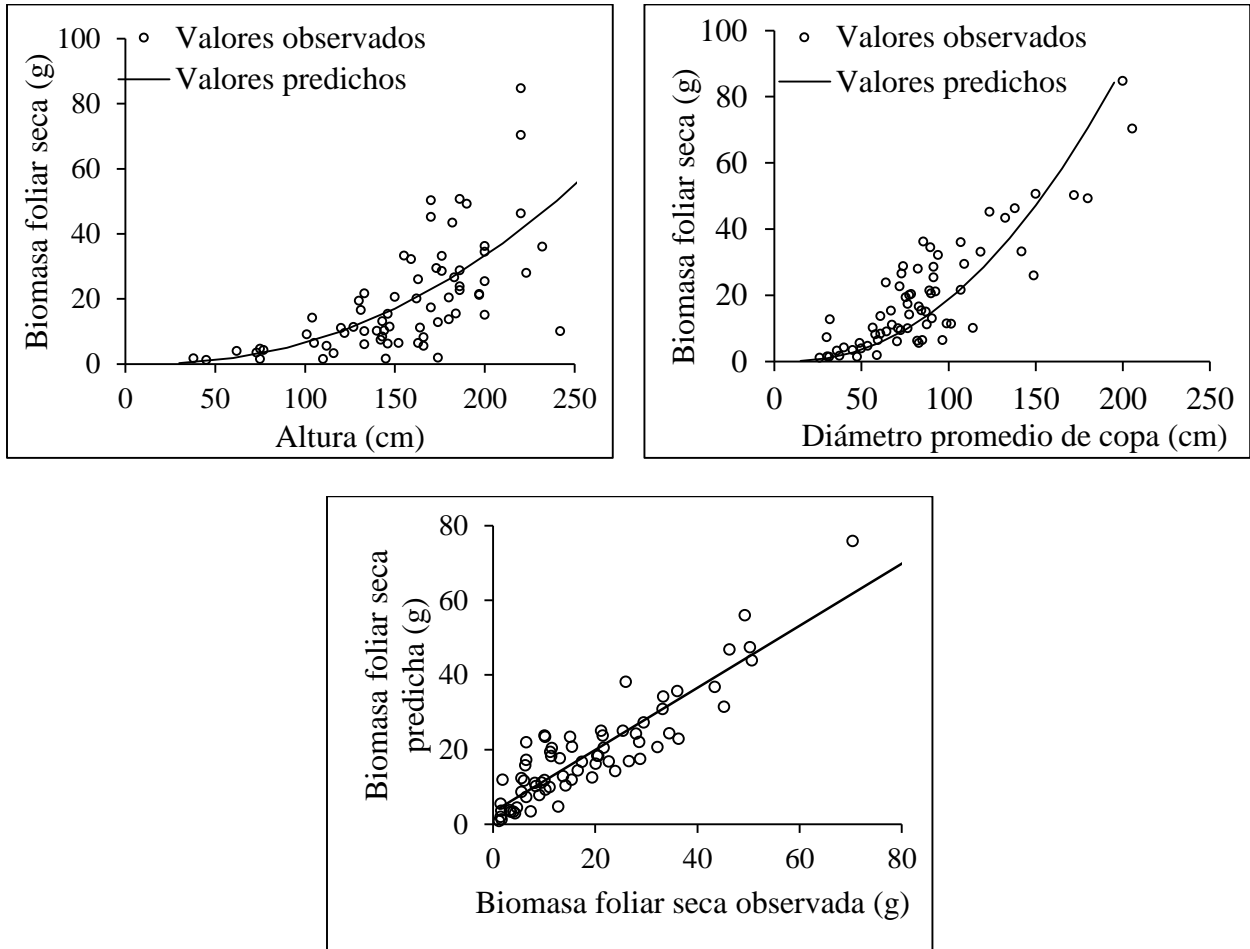 100
80
60
40
20
0
Biomasa foliar seca (g)
Valores observados
Valores predichos
0 50 100 150 200 250
Altura (cm)
100
80
60
40
20
0
Biomasa foliar seca (g)
Valores observados
Valores predichos
0 50 100 150 200 250
Diámetro promedio de copa (cm)
80
60
40
20
0
Biomasa foliar seca
predicha (g)
0 20 40 60 80
Biomasa foliar seca observada (g)